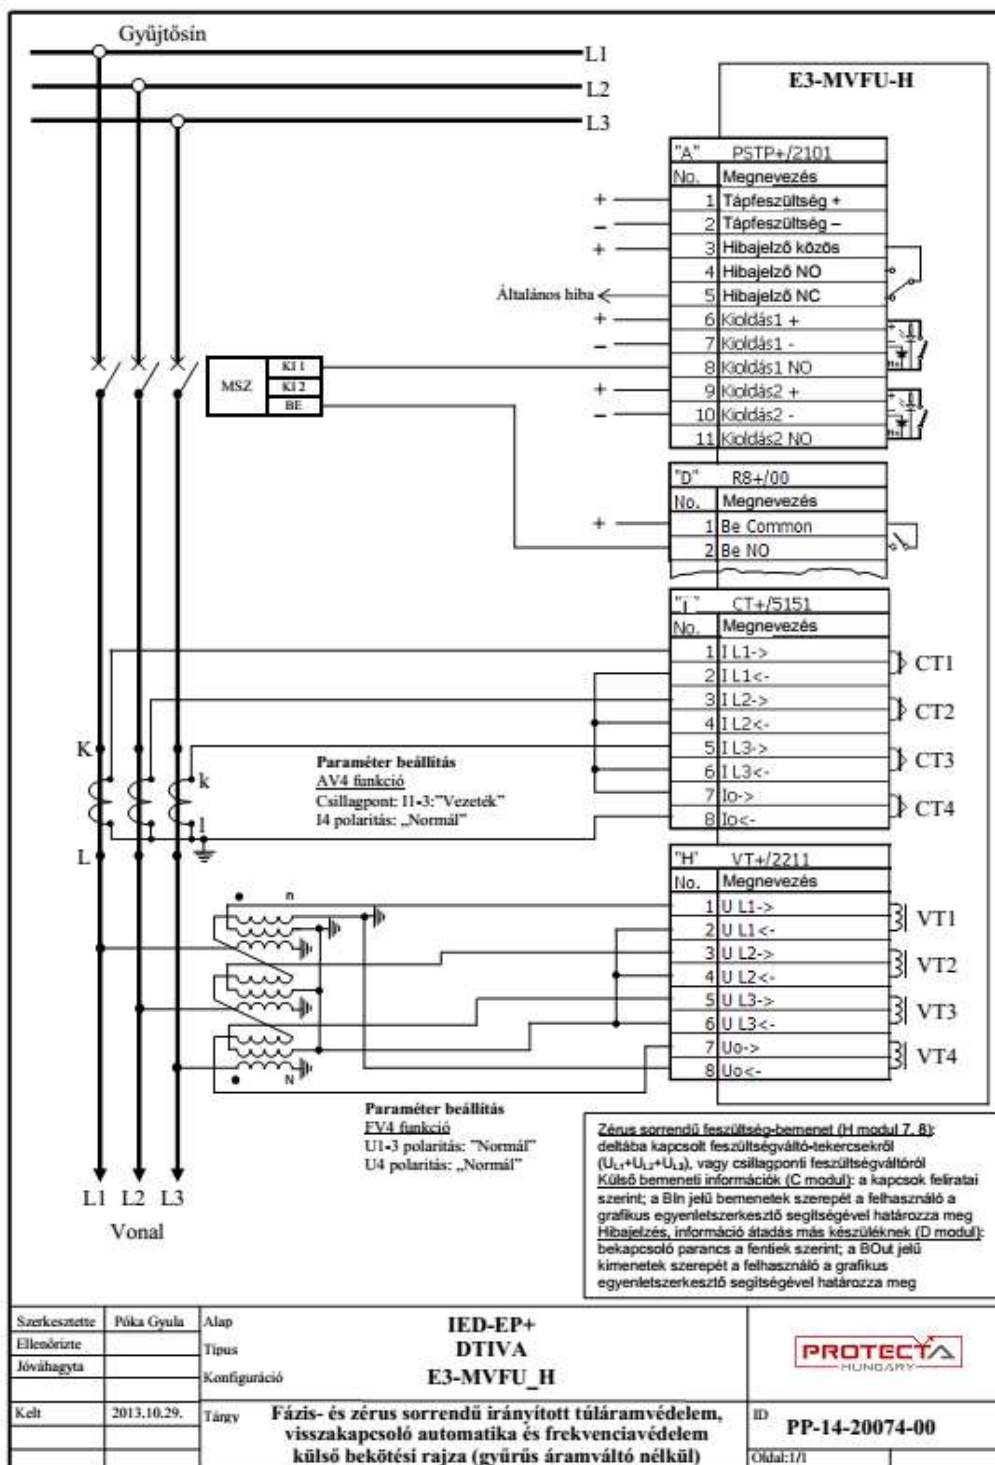 Gyűjtősín
L1
L2
L3
E3-MVFU-H
"A" PSTP+/2101
No. Megnevezés
+ 1 Tápfeszültség +
– 2 Tápfeszültség –
+ 3 Hibajelző közös
4 Hibajelző NO
Általános hiba 5 Hibajelző NC
+ 6 Kioldás1 +
– 7 Kioldás1 -
8 Kioldás1 NO
+ 9 Kioldás2 +
– 10 Kioldás2 -
11 Kioldás2 NO
MSZ
KI 1
KI 2
BE
"D" R8+/00
No. Megnevezés
+ 1 Be Common
2 Be NO
"I" CT+/5151
No. Megnevezés
1 I L1->
2 I L1<-
CT1
3 I L2->
4 I L2<-
CT2
5 I L3->
6 I L3<-
CT3
7 Io->
8 Io<-
CT4
K
k
l
L
Paraméter beállítás
AV4 funkció
Csillagpont: I1-3:"Vezeték"
I4 polaritás: „Normál"
"H" VT+/2211
No. Megnevezés
1 U L1->
2 U L1<-
VT1
3 U L2->
4 U L2<-
VT2
5 U L3->
6 U L3<-
VT3
7 Uo->
8 Uo<-
VT4
n
N
Paraméter beállítás
FV4 funkció
U1-3 polaritás: "Normál"
U4 polaritás: „Normál"
L1 L2 L3
Vonal
Zérus sorrendű feszültség-bemenet (H modul 7, 8):
deltába kapcsolt feszültségváltó-tekercsekről
(UL1+UL2+UL3), vagy csillagponti feszültségváltóról
Külső bemeneti információk (C modul): a kapcsok feliratai
szerint; a BIn jelű bemenetek szerepét a felhasználó a
grafikus egyenletszerkesztő segítségével határozza meg
Hibajelzés, információ átadás más készüléknek (D modul):
bekapcsoló parancs a fentiek szerint; a BOut jelű
kimenetek szerepét a felhasználó a grafikus
egyenletszerkesztő segítségével határozza meg
Szerkesztette Póka Gyula
Ellenőrizte
Jóváhagyta
Kelt 2013.10.29.
Alap IED-EP+
Típus DTIVA
Konfiguráció E3-MVFU_H
Tárgy Fázis- és zérus sorrendű irányított túláramvédelem,
visszakapcsoló automatika és frekvenciavédelem
külső bekötési rajza (gyűrűs áramváltó nélkül)
PROTECTA
HUNGARY
ID
PP-14-20074-00
Oldal:1/1